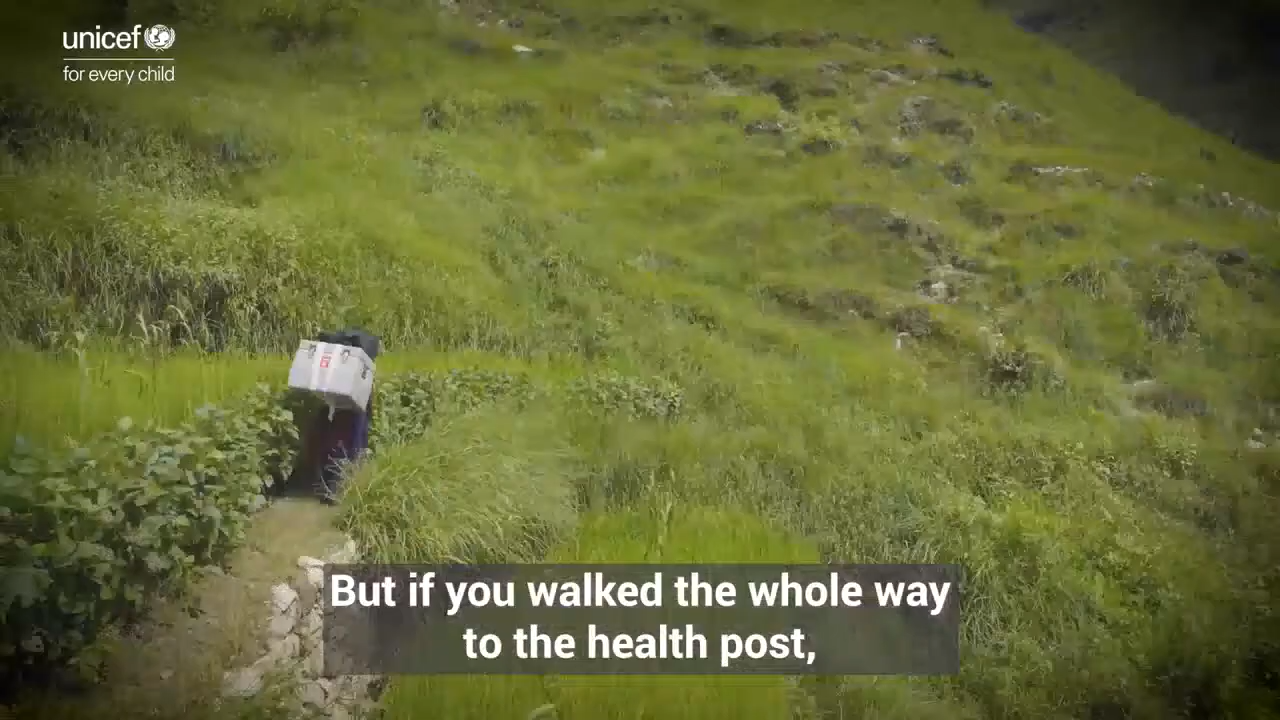 unicef
for every child
But if you walked the whole way
to the health post,